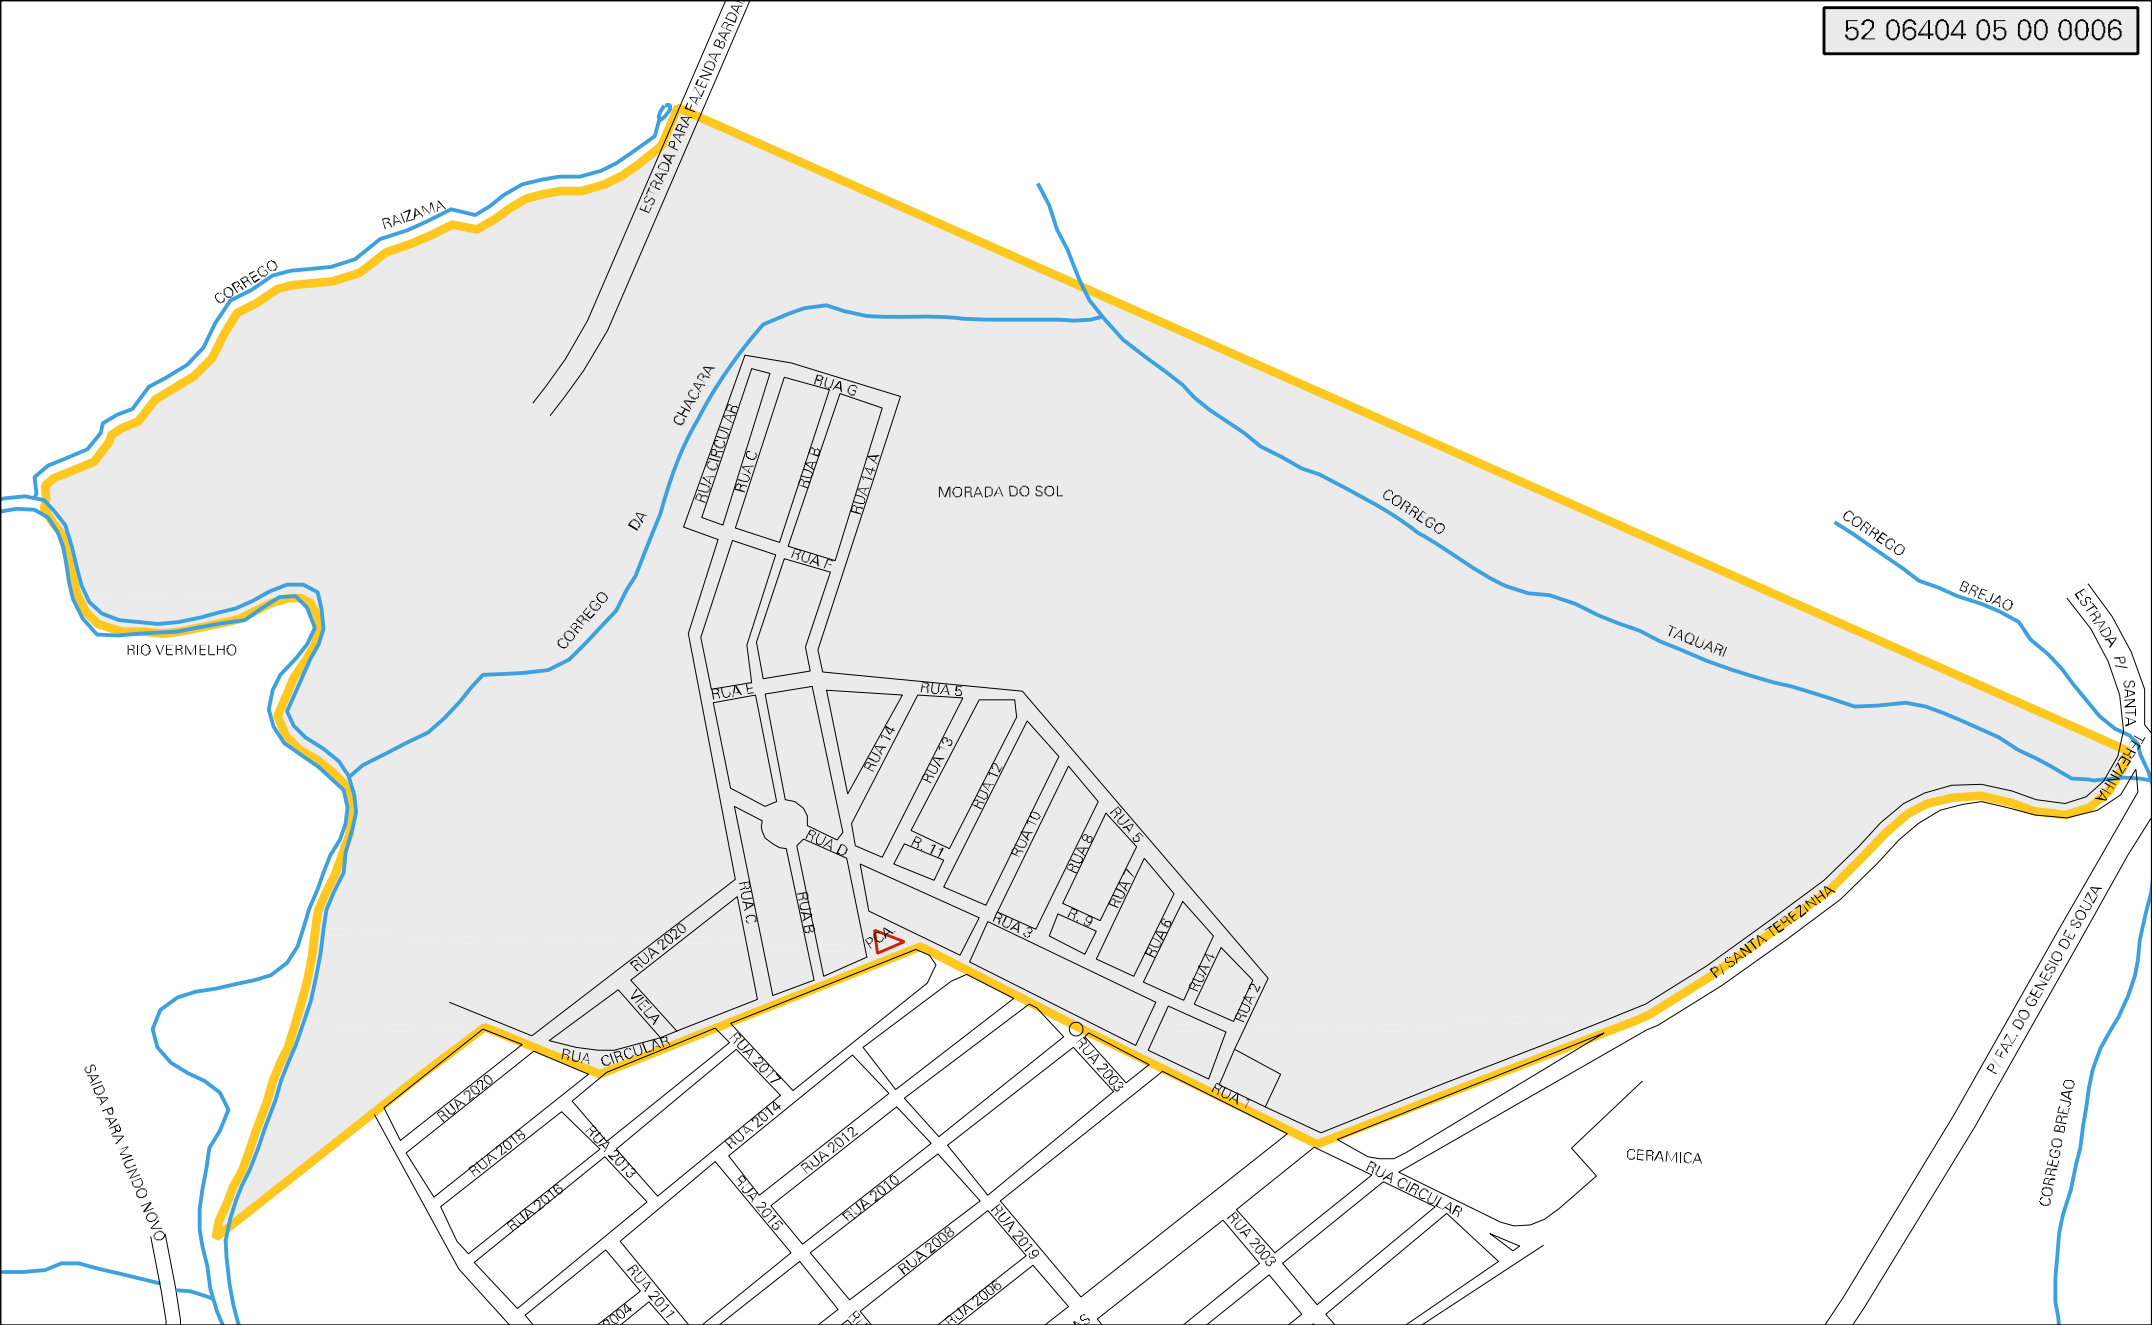 52 06404 05 00 0006
ESTRADA PARA FAZENDA
RAIZAMA
CORREGO
CHACARA
DA
CORREGO
RUA G
RUA CIRCULAR
RUA C
RUA B
RUA 14 A
RUA F
MORADA DO SOL
CORREGO
TAQUARI
CORREGO
BREJAO
ESTRADA P/ SANTA TEREZINHA
RIO VERMELHO
RUA E
RUA 5
RUA 14
RUA 13
RUA 12
RUA 10
RUA 8
RUA 5
RUA 7
RUA 6
RUA 4
RUA 2
RUA D
R. 11
R. 9
RUA 3
RUA C
RUA B
PCA.
RUA 2020
VIELA
RUA CIRCULAR
P/ SANTA TEREZINHA
P/ FAZ. DO GENESIO DE SOUZA
CORREGO BREJAO
SAIDA PARA MUNDO NOVO
RUA 2017
RUA 2003
RUA 1
RUA 2020
RUA 2018
RUA 2013
RUA 2014
RUA 2012
RUA 2016
RUA 2015
RUA 2010
RUA 2019
RUA 2008
RUA 2006
RUA 2011
2004
RUA CIRCULAR
RUA 2003
CERAMICA